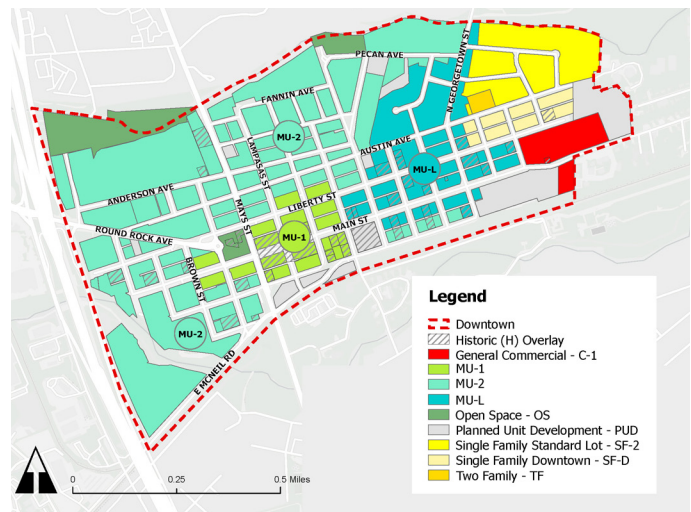 PECAN AVE
N GEORGETOWN ST
FANNIN AVE
MU-2
AUSTIN AVE
LAMPASAS ST
MU-L
ANDERSON AVE
LIBERTY ST
MAYS ST
MAIN ST
ROUND ROCK AVE
MU-1
BROWN ST
MU-2
E MCNEIL RD
Legend
Downtown
Historic (H) Overlay
General Commercial - C-1
MU-1
MU-2
MU-L
Open Space - OS
Planned Unit Development - PUD
Single Family Standard Lot - SF-2
Single Family Downtown - SF-D
Two Family - TF
0 0.25 0.5 Miles